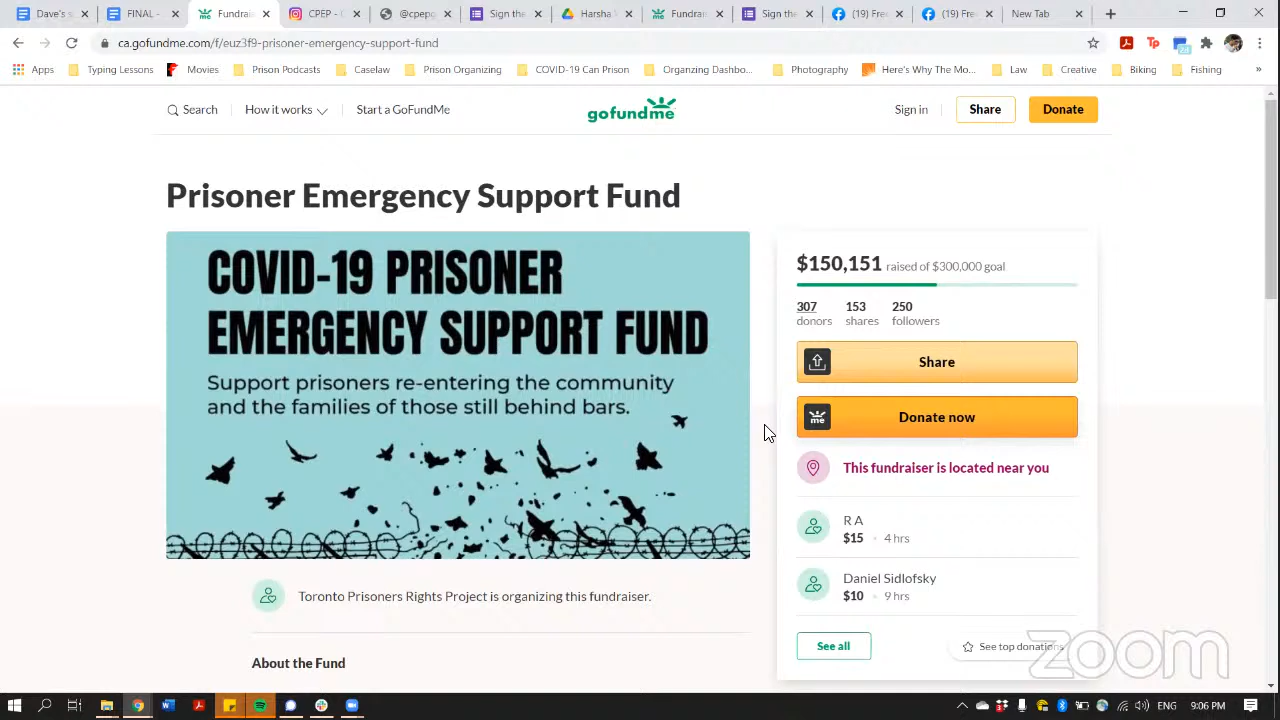 Docs - s
FINAL -
Prisoner
CPEP - (
@cpepg
Sign the
Harsha
Fundrai
Sign the
(19) Free
(19) Fre
New Tab
ca.gofundme.com/f/euz3f9-prisoner-emergency-support-fund
Apps
Typing Lessons
Movies
Prison Podcasts
Caselaw
Prison Organizing
COVID-19 Can Prison
Organzing Dashbo...
Photography
Here's Why The Mo...
Law
Creative
Biking
Fishing
»
Search
How it works
Start a GoFundMe
gofundme
Sign in
Share
Donate
Prisoner Emergency Support Fund
COVID-19 PRISONER
EMERGENCY SUPPORT FUND
Support prisoners re-entering the community
and the families of those still behind bars.
$150,151 raised of $300,000 goal
307 153 250
donors shares followers
Share
me Donate now
This fundraiser is located near you
R A
$15 • 4 hrs
Daniel Sidlofsky
$10 • 9 hrs
See all
See top donations
Toronto Prisoners Rights Project is organizing this fundraiser.
About the Fund
zoom
ENG 9:06 PM